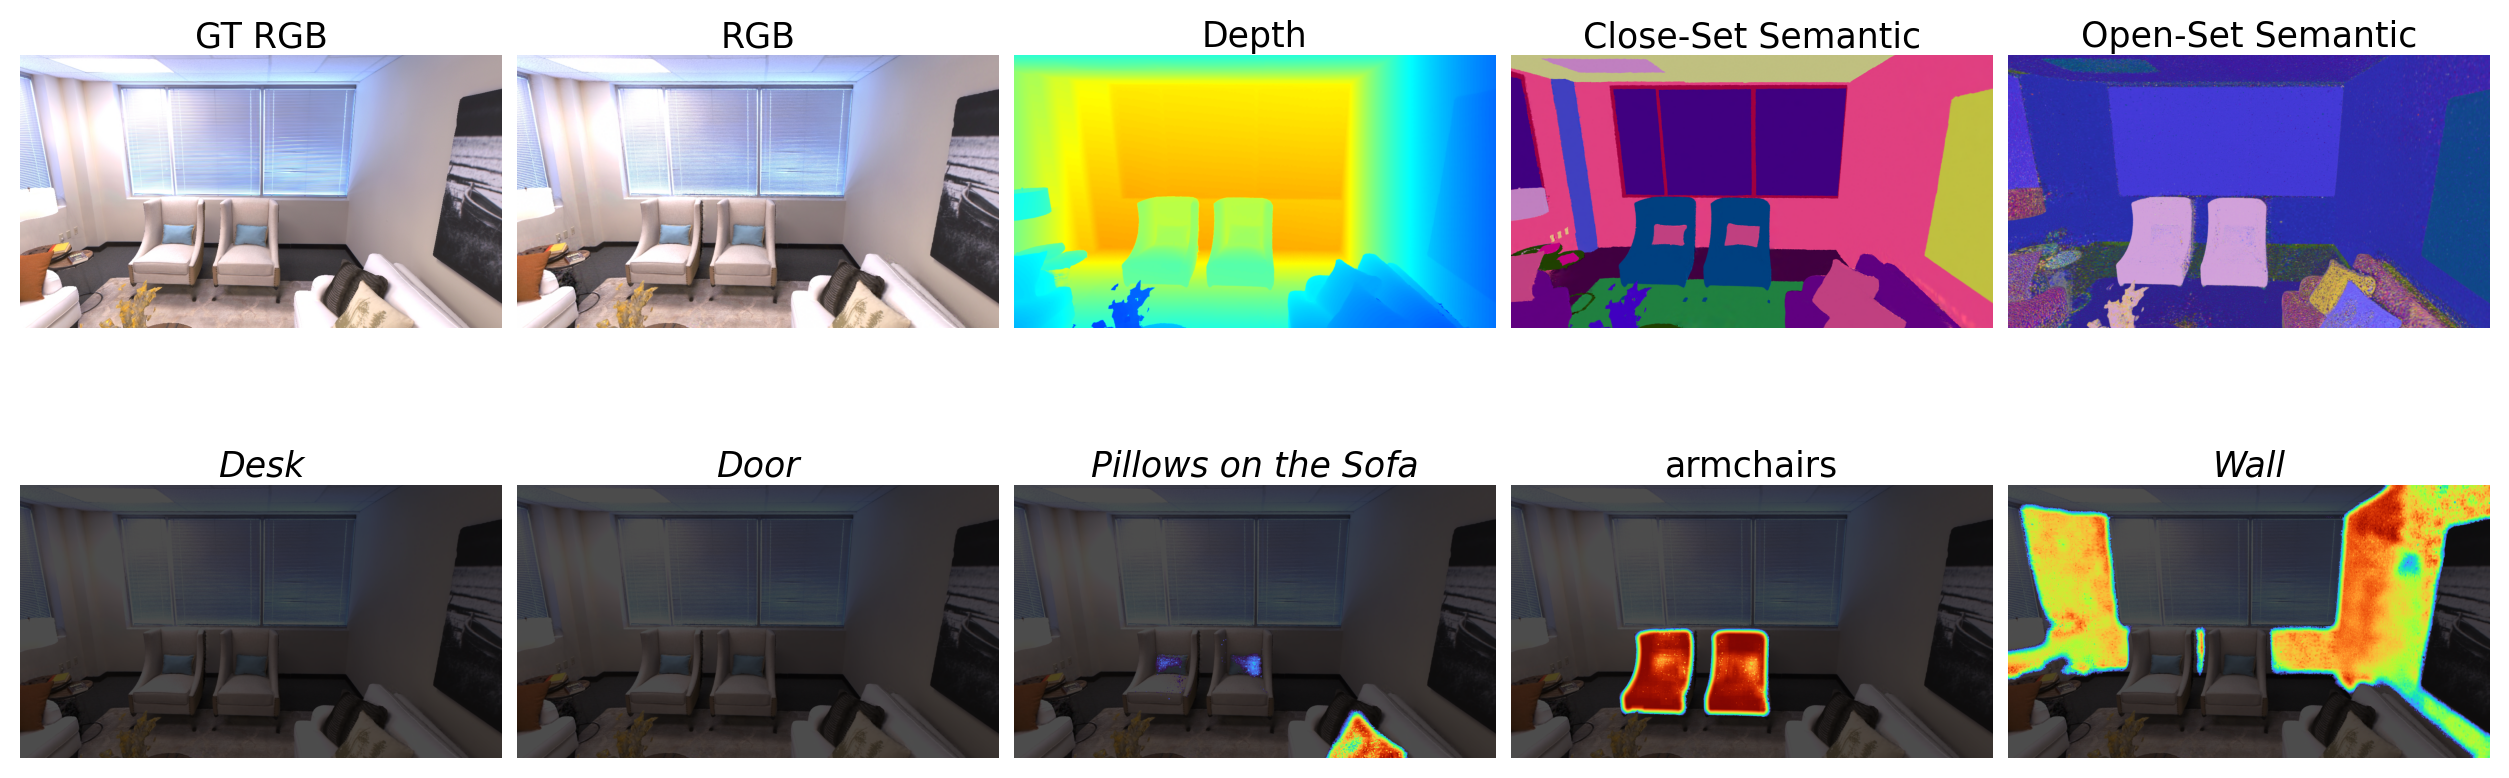 GT RGB
RGB
Depth
Close-Set Semantic
Open-Set Semantic
Desk
Door
Pillows on the Sofa
armchairs
Wall